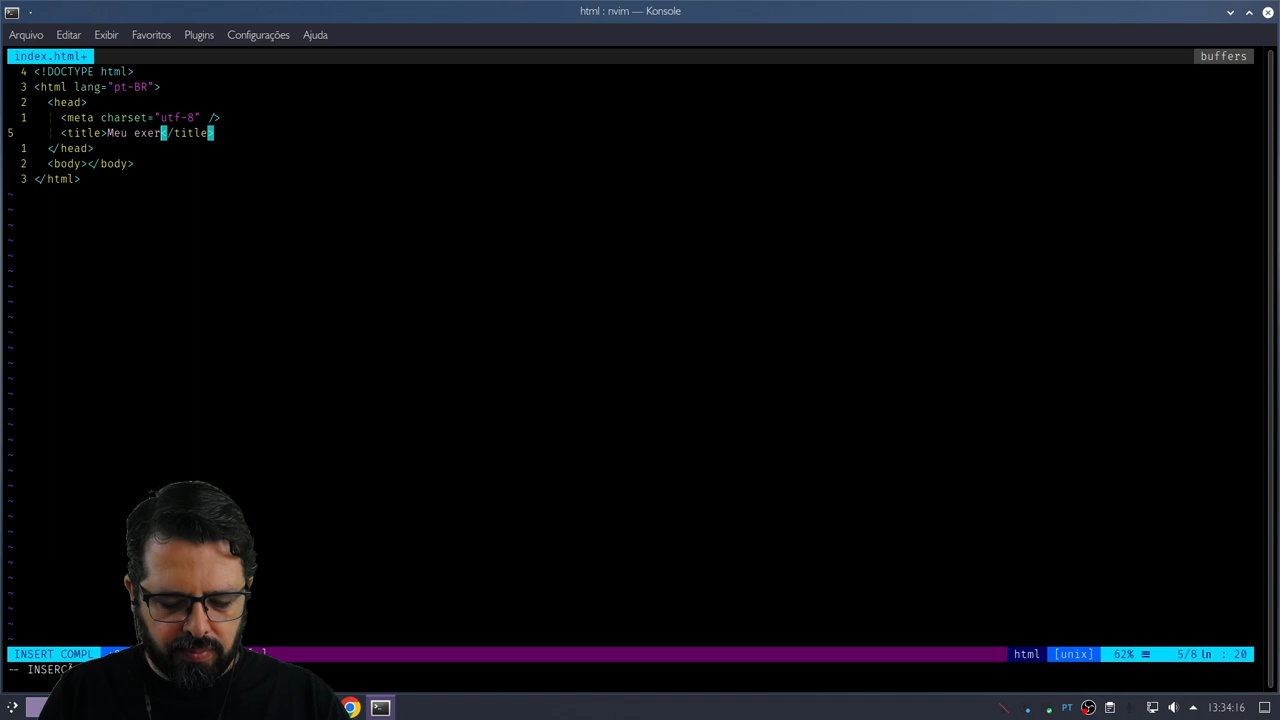 html : nvim — Konsole
Arquivo Editar Exibir Favoritos Plugins Configurações Ajuda
index.html+ buffers
4 <!DOCTYPE html>
3 <html lang="pt-BR">
2 <head>
1 <meta charset="utf-8" />
5 <title>Meu exer</title>
1 </head>
2 <body></body>
3 </html>
INSERT COMPL html [unix] 62% 5/8 ln : 20
-- INSERÇÃ
PT 13:34:16